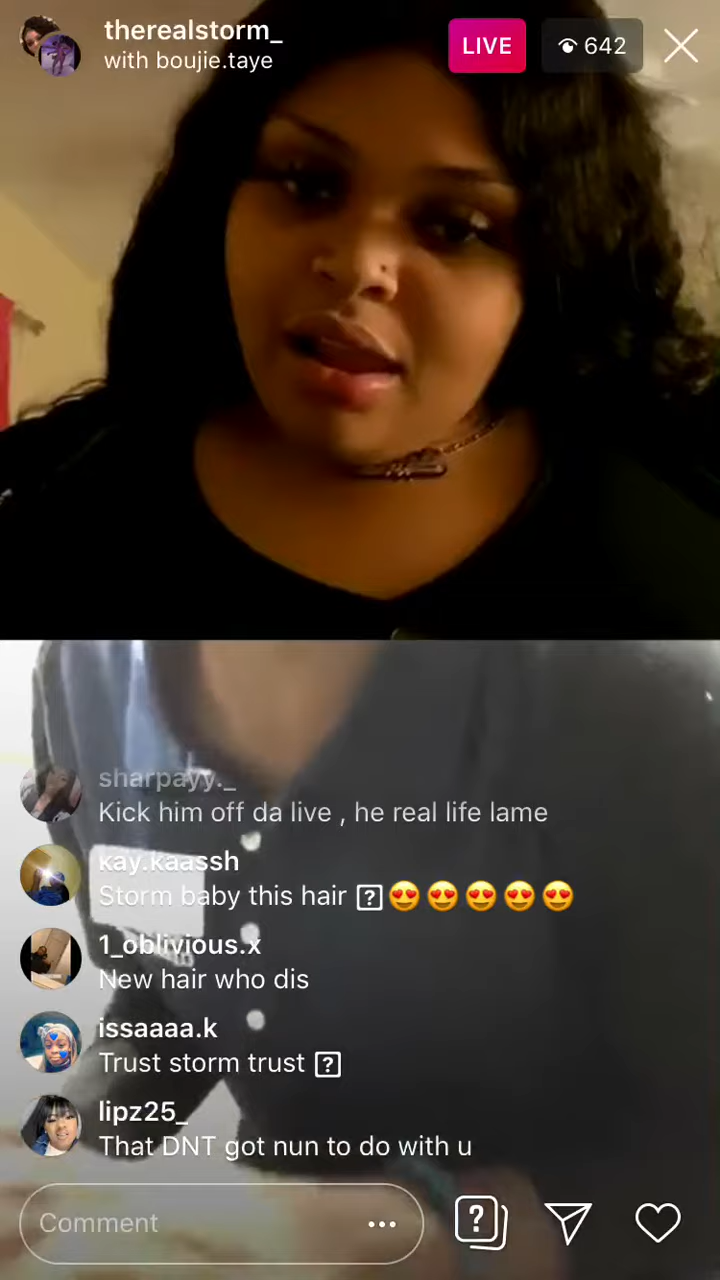 therealstorm_
LIVE
642
with boujie.taye
sharpayy._
Kick him off da live , he real life lame
kay.kaassh
Storm baby this hair ?😍😍😍😍😍
1_oblivious.x
New hair who dis
issaaaa.k
Trust storm trust ?
lipz25_
That DNT got nun to do with u
Comment